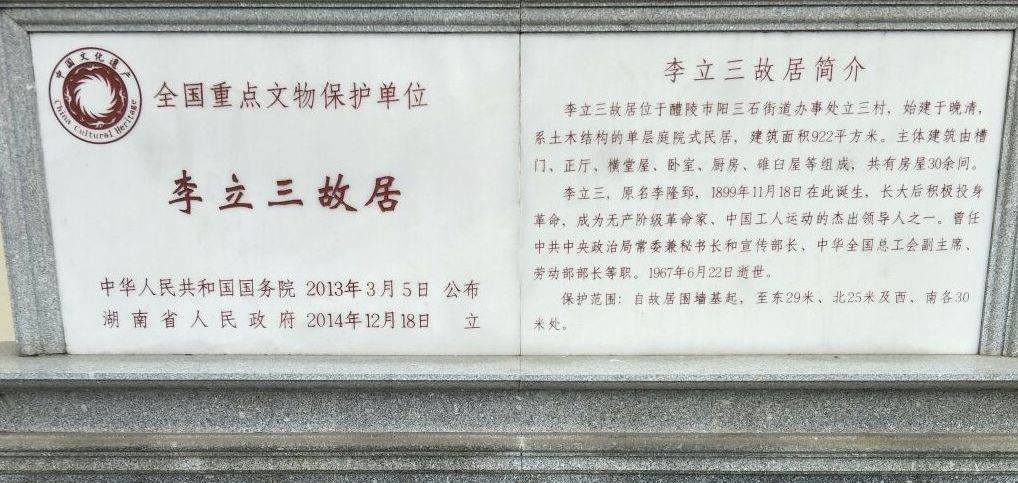 中国文化遗产
China Cultural Heritage
全国重点文物保护单位
李立三故居
中华人民共和国国务院 2013年3月5日 公布
湖南省人民政府 2014年12月18日 立
李立三故居简介
李立三故居位于醴陵市阳三石街道办事处立三村，始建于晚清，
系土木结构的单层庭院式民居，建筑面积922平方米。主体建筑由槽
门、正厅、横堂屋、卧室、厨房、碓臼屋等组成，共有房屋30余间。
李立三，原名李隆郅，1899年11月18日在此诞生，长大后积极投身
革命，成为无产阶级革命家、中国工人运动的杰出领导人之一。曾任
中共中央政治局常委兼秘书长和宣传部长、中华全国总工会副主席、
劳动部部长等职。1967年6月22日逝世。
保护范围：自故居围墙基起，至东29米、北25米及西、南各30
米处。